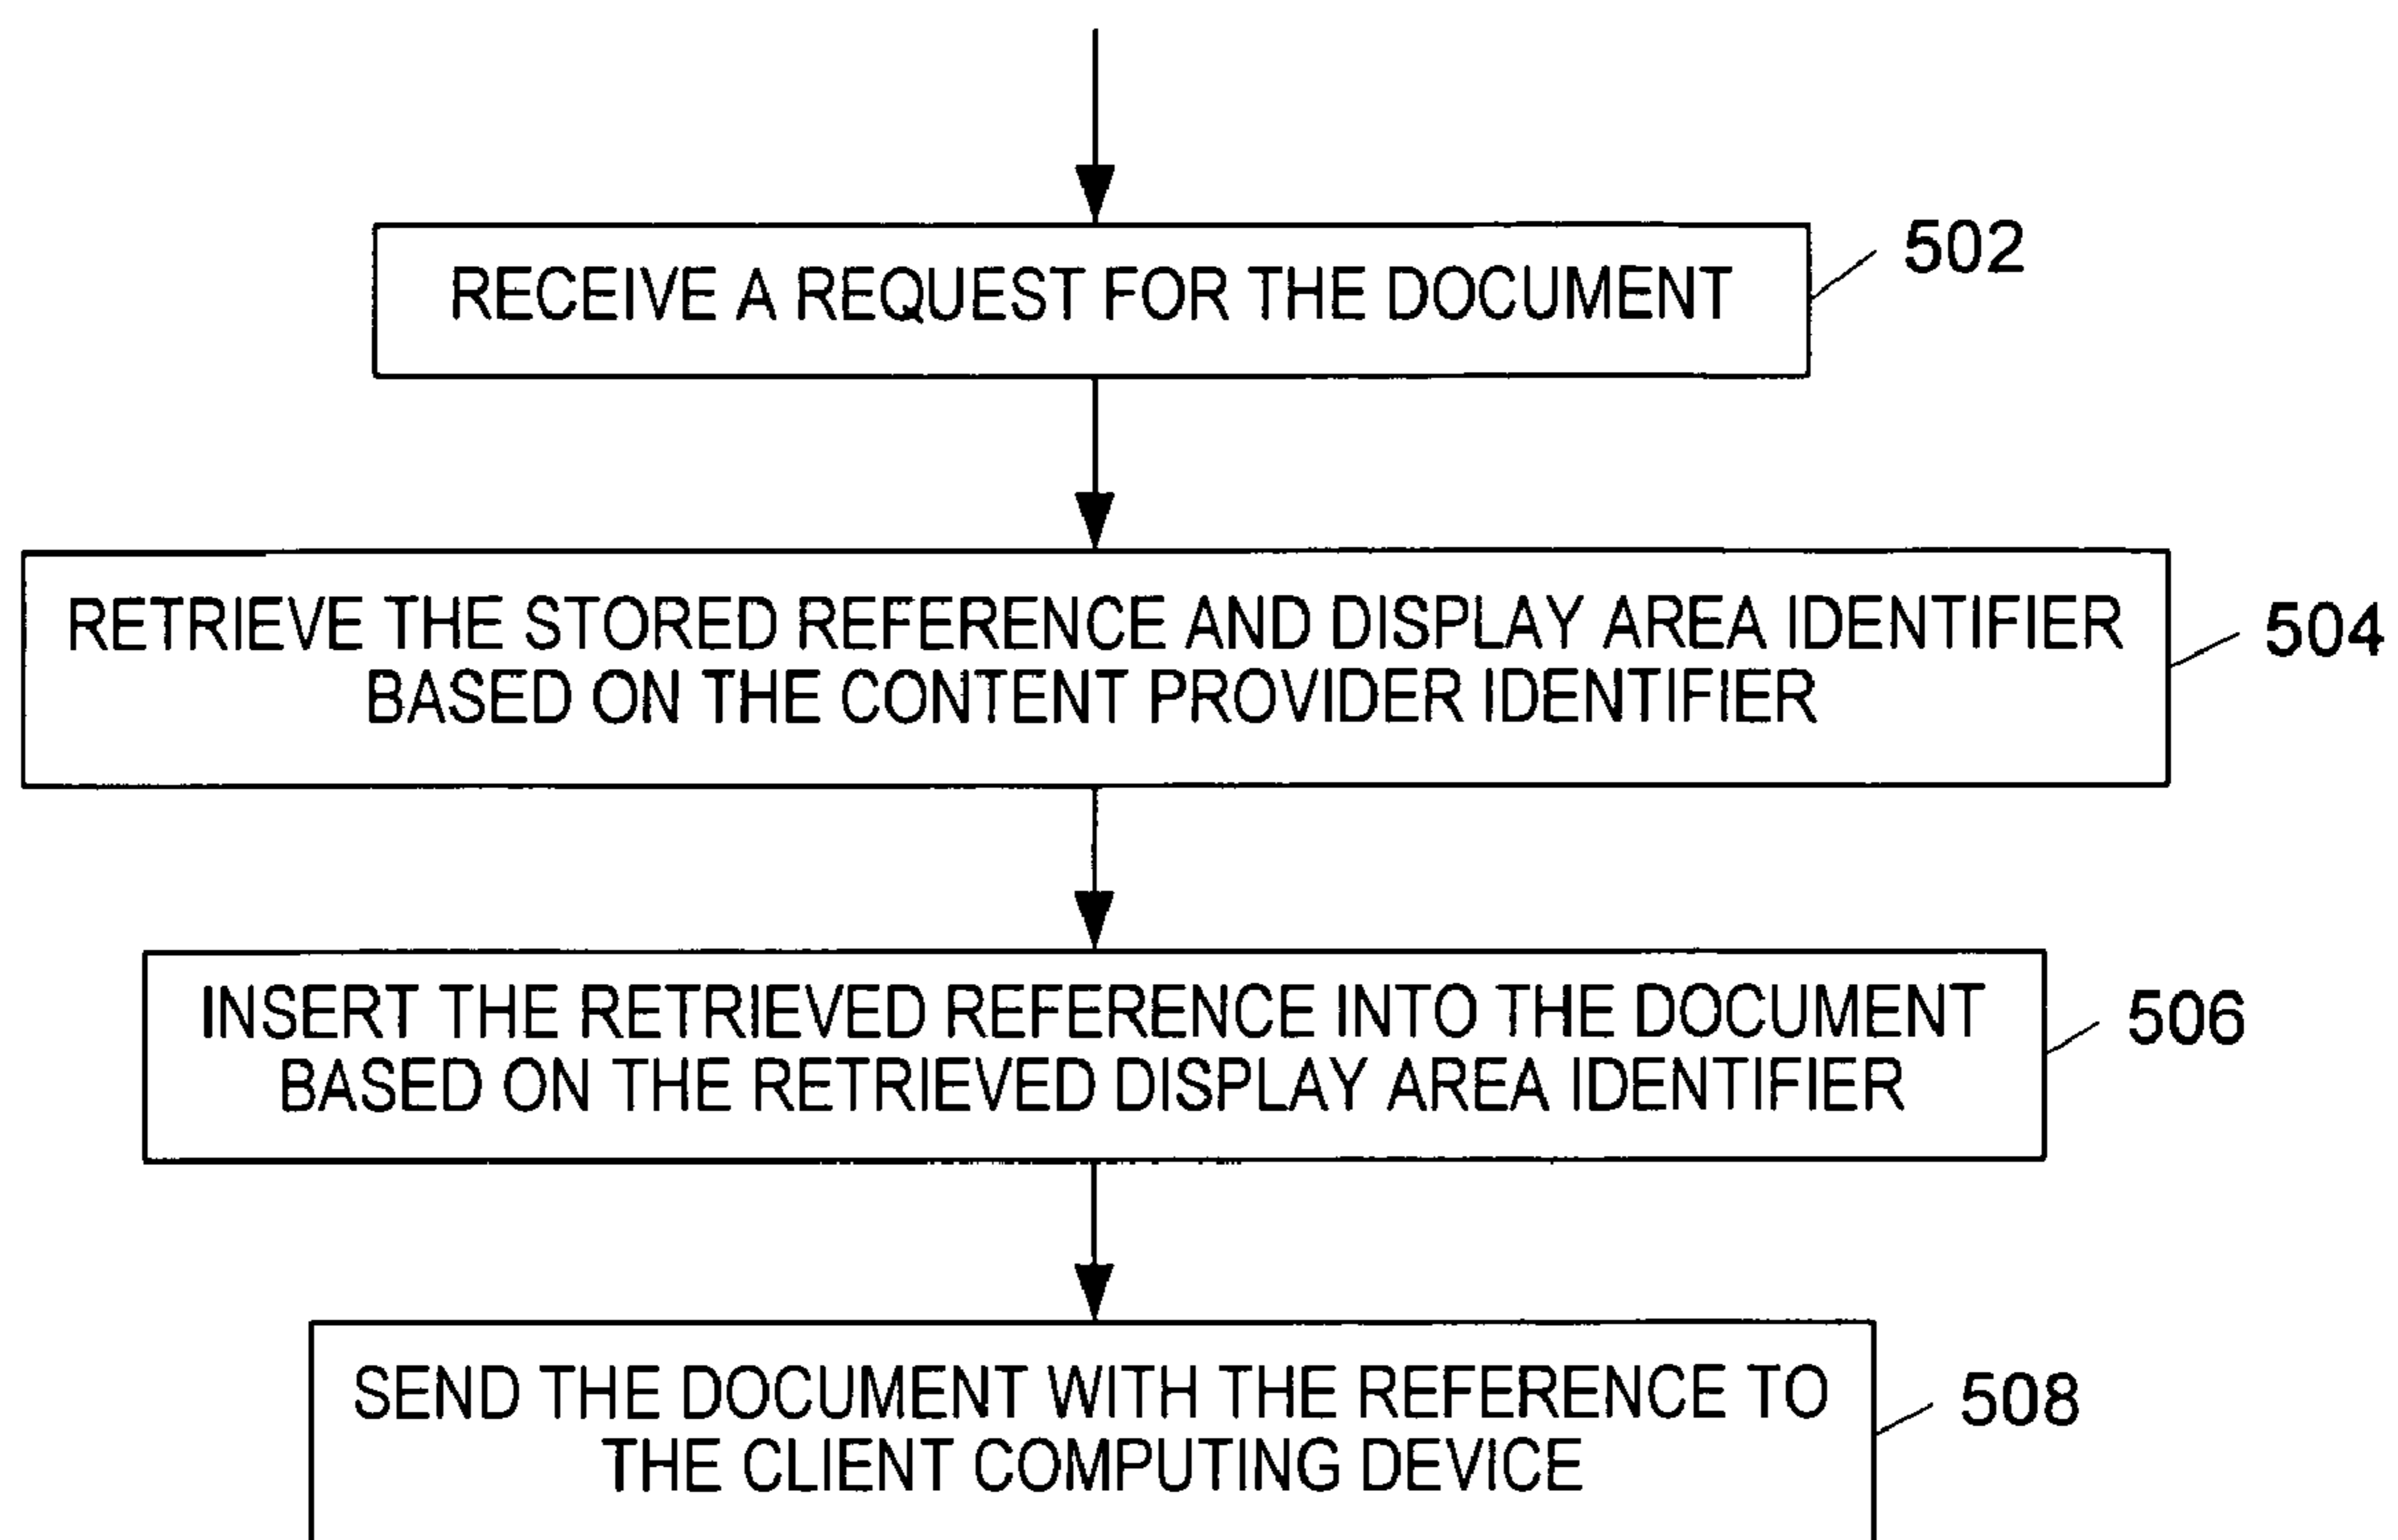 RECEIVE A REQUEST FOR THE DOCUMENT
502
RETRIEVE THE STORED REFERENCE AND DISPLAY AREA IDENTIFIER
BASED ON THE CONTENT PROVIDER IDENTIFIER
504
INSERT THE RETRIEVED REFERENCE INTO THE DOCUMENT
BASED ON THE RETRIEVED DISPLAY AREA IDENTIFIER
506
SEND THE DOCUMENT WITH THE REFERENCE TO
THE CLIENT COMPUTING DEVICE
508